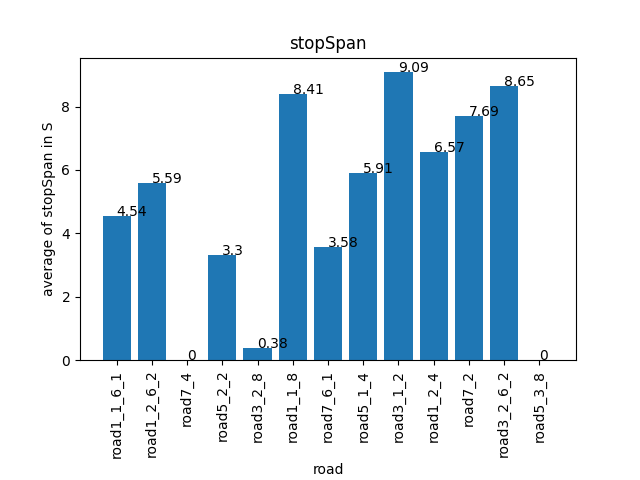 stopSpan
average of stopSpan in S
8
6
4
2
0
4.54
5.59
0
3.3
0.38
8.41
3.58
5.91
9.09
6.57
7.69
8.65
0
road1_1_6_1
road1_2_6_2
road7_4
road5_2_2
road3_2_8
road1_1_8
road7_6_1
road5_1_4
road3_1_2
road1_2_4
road7_2
road3_2_6_2
road5_3_8
road